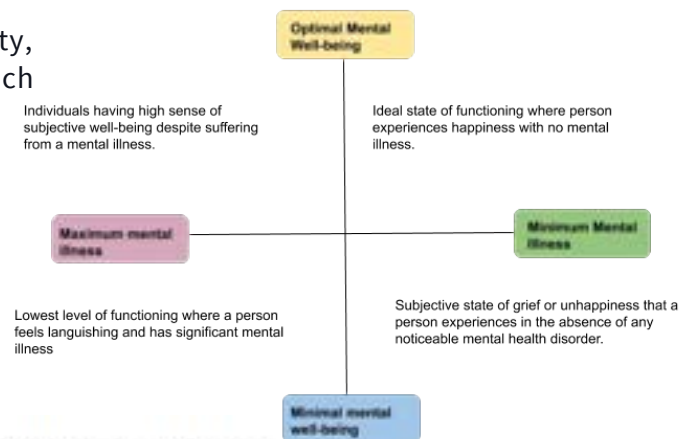 ty,
ch
Optimal Mental
Well-being
Individuals having high sense of
subjective well-being despite suffering
from a mental illness.
Ideal state of functioning where person
experiences happiness with no mental
illness.
Maximum mental
illness
Minimum Mental
Illness
Lowest level of functioning where a person
feels languishing and has significant mental
illness
Subjective state of grief or unhappiness that a
person experiences in the absence of any
noticeable mental health disorder.
Minimal mental
well-being